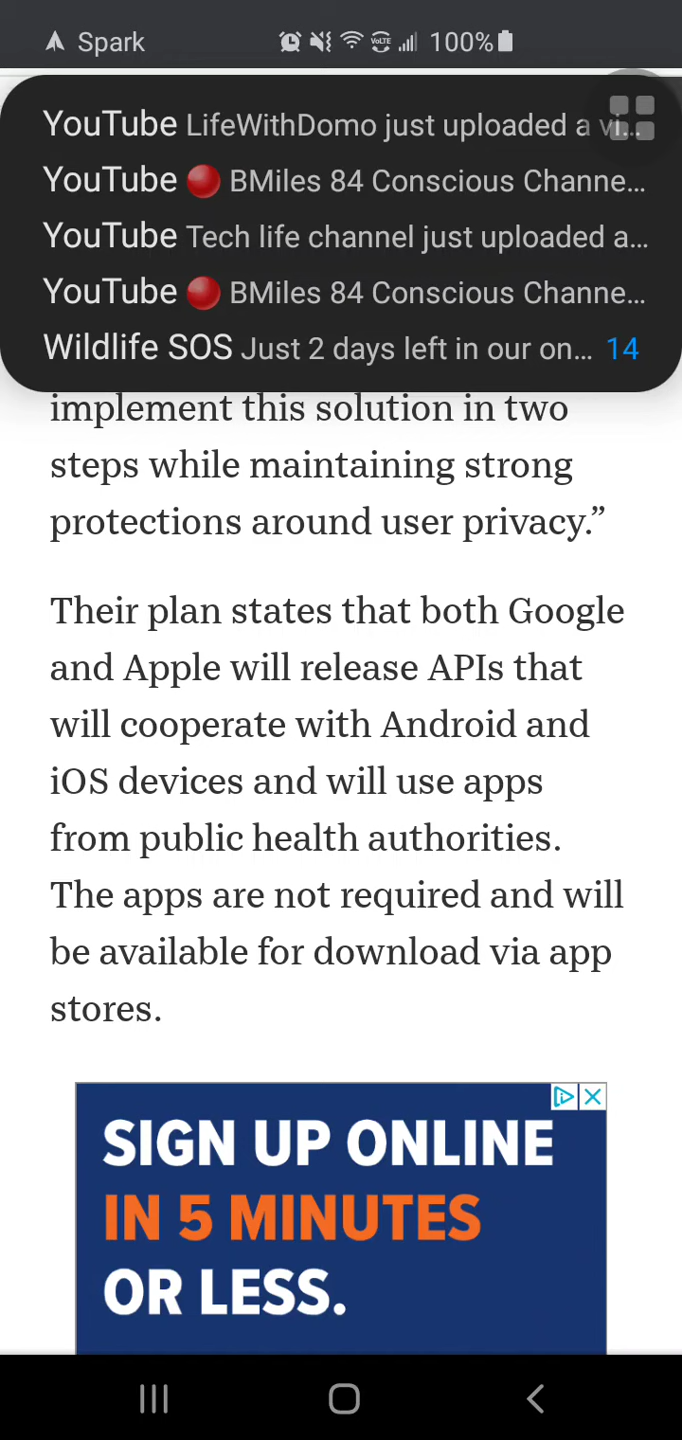 Spark 100%
YouTube LifeWithDomo just uploaded a vi...
YouTube 🔴 BMiles 84 Conscious Channe...
YouTube Tech life channel just uploaded a...
YouTube 🔴 BMiles 84 Conscious Channe...
Wildlife SOS Just 2 days left in our on... 14
implement this solution in two
steps while maintaining strong
protections around user privacy.”
Their plan states that both Google
and Apple will release APIs that
will cooperate with Android and
iOS devices and will use apps
from public health authorities.
The apps are not required and will
be available for download via app
stores.
SIGN UP ONLINE
IN 5 MINUTES
OR LESS.